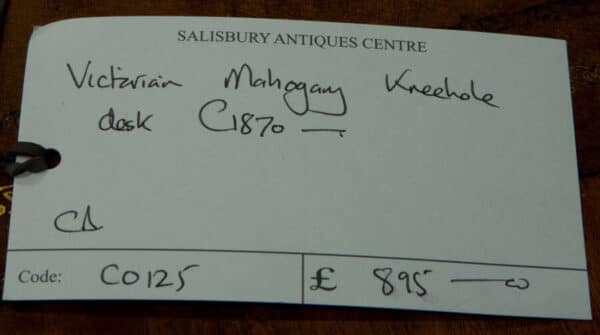 SALISBURY ANTIQUES CENTRE
Victorian Mahogany Kneehole
desk C1870 —
CA
Code: CO125
£ 895 —